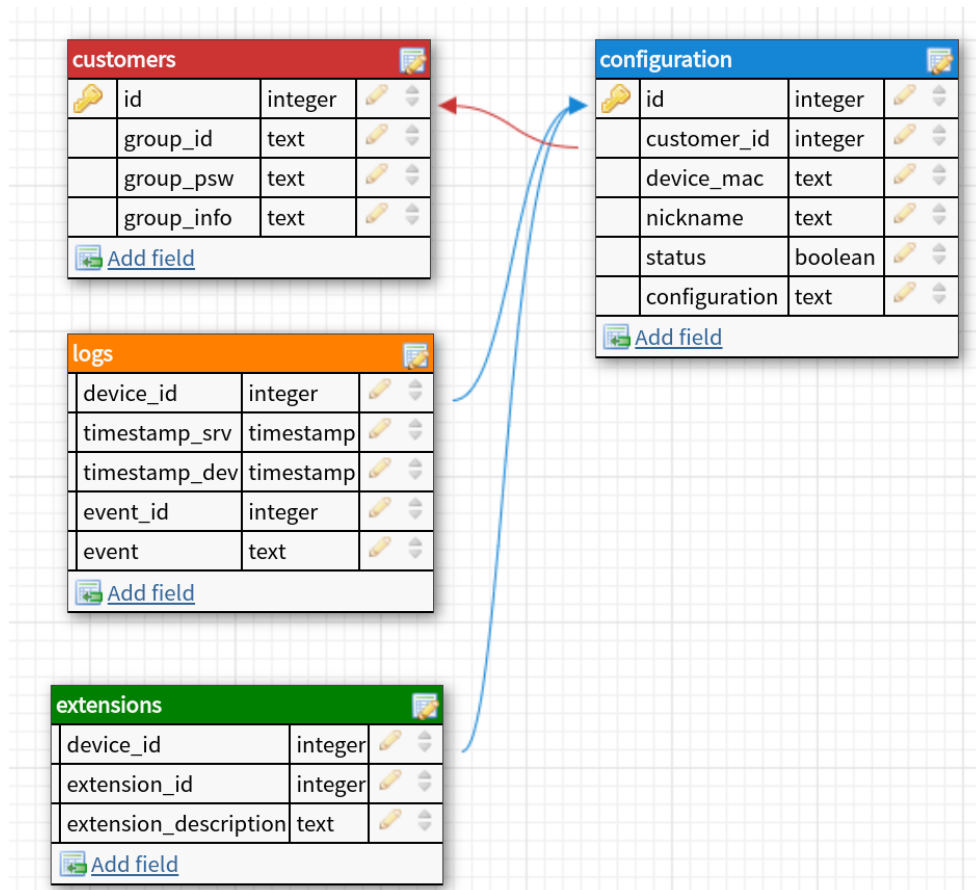 customers
id integer
group_id text
group_psw text
group_info text
Add field
configuration
id integer
customer_id integer
device_mac text
nickname text
status boolean
configuration text
Add field
logs
device_id integer
timestamp_srv timestamp
timestamp_dev timestamp
event_id integer
event text
Add field
extensions
device_id integer
extension_id integer
extension_description text
Add field